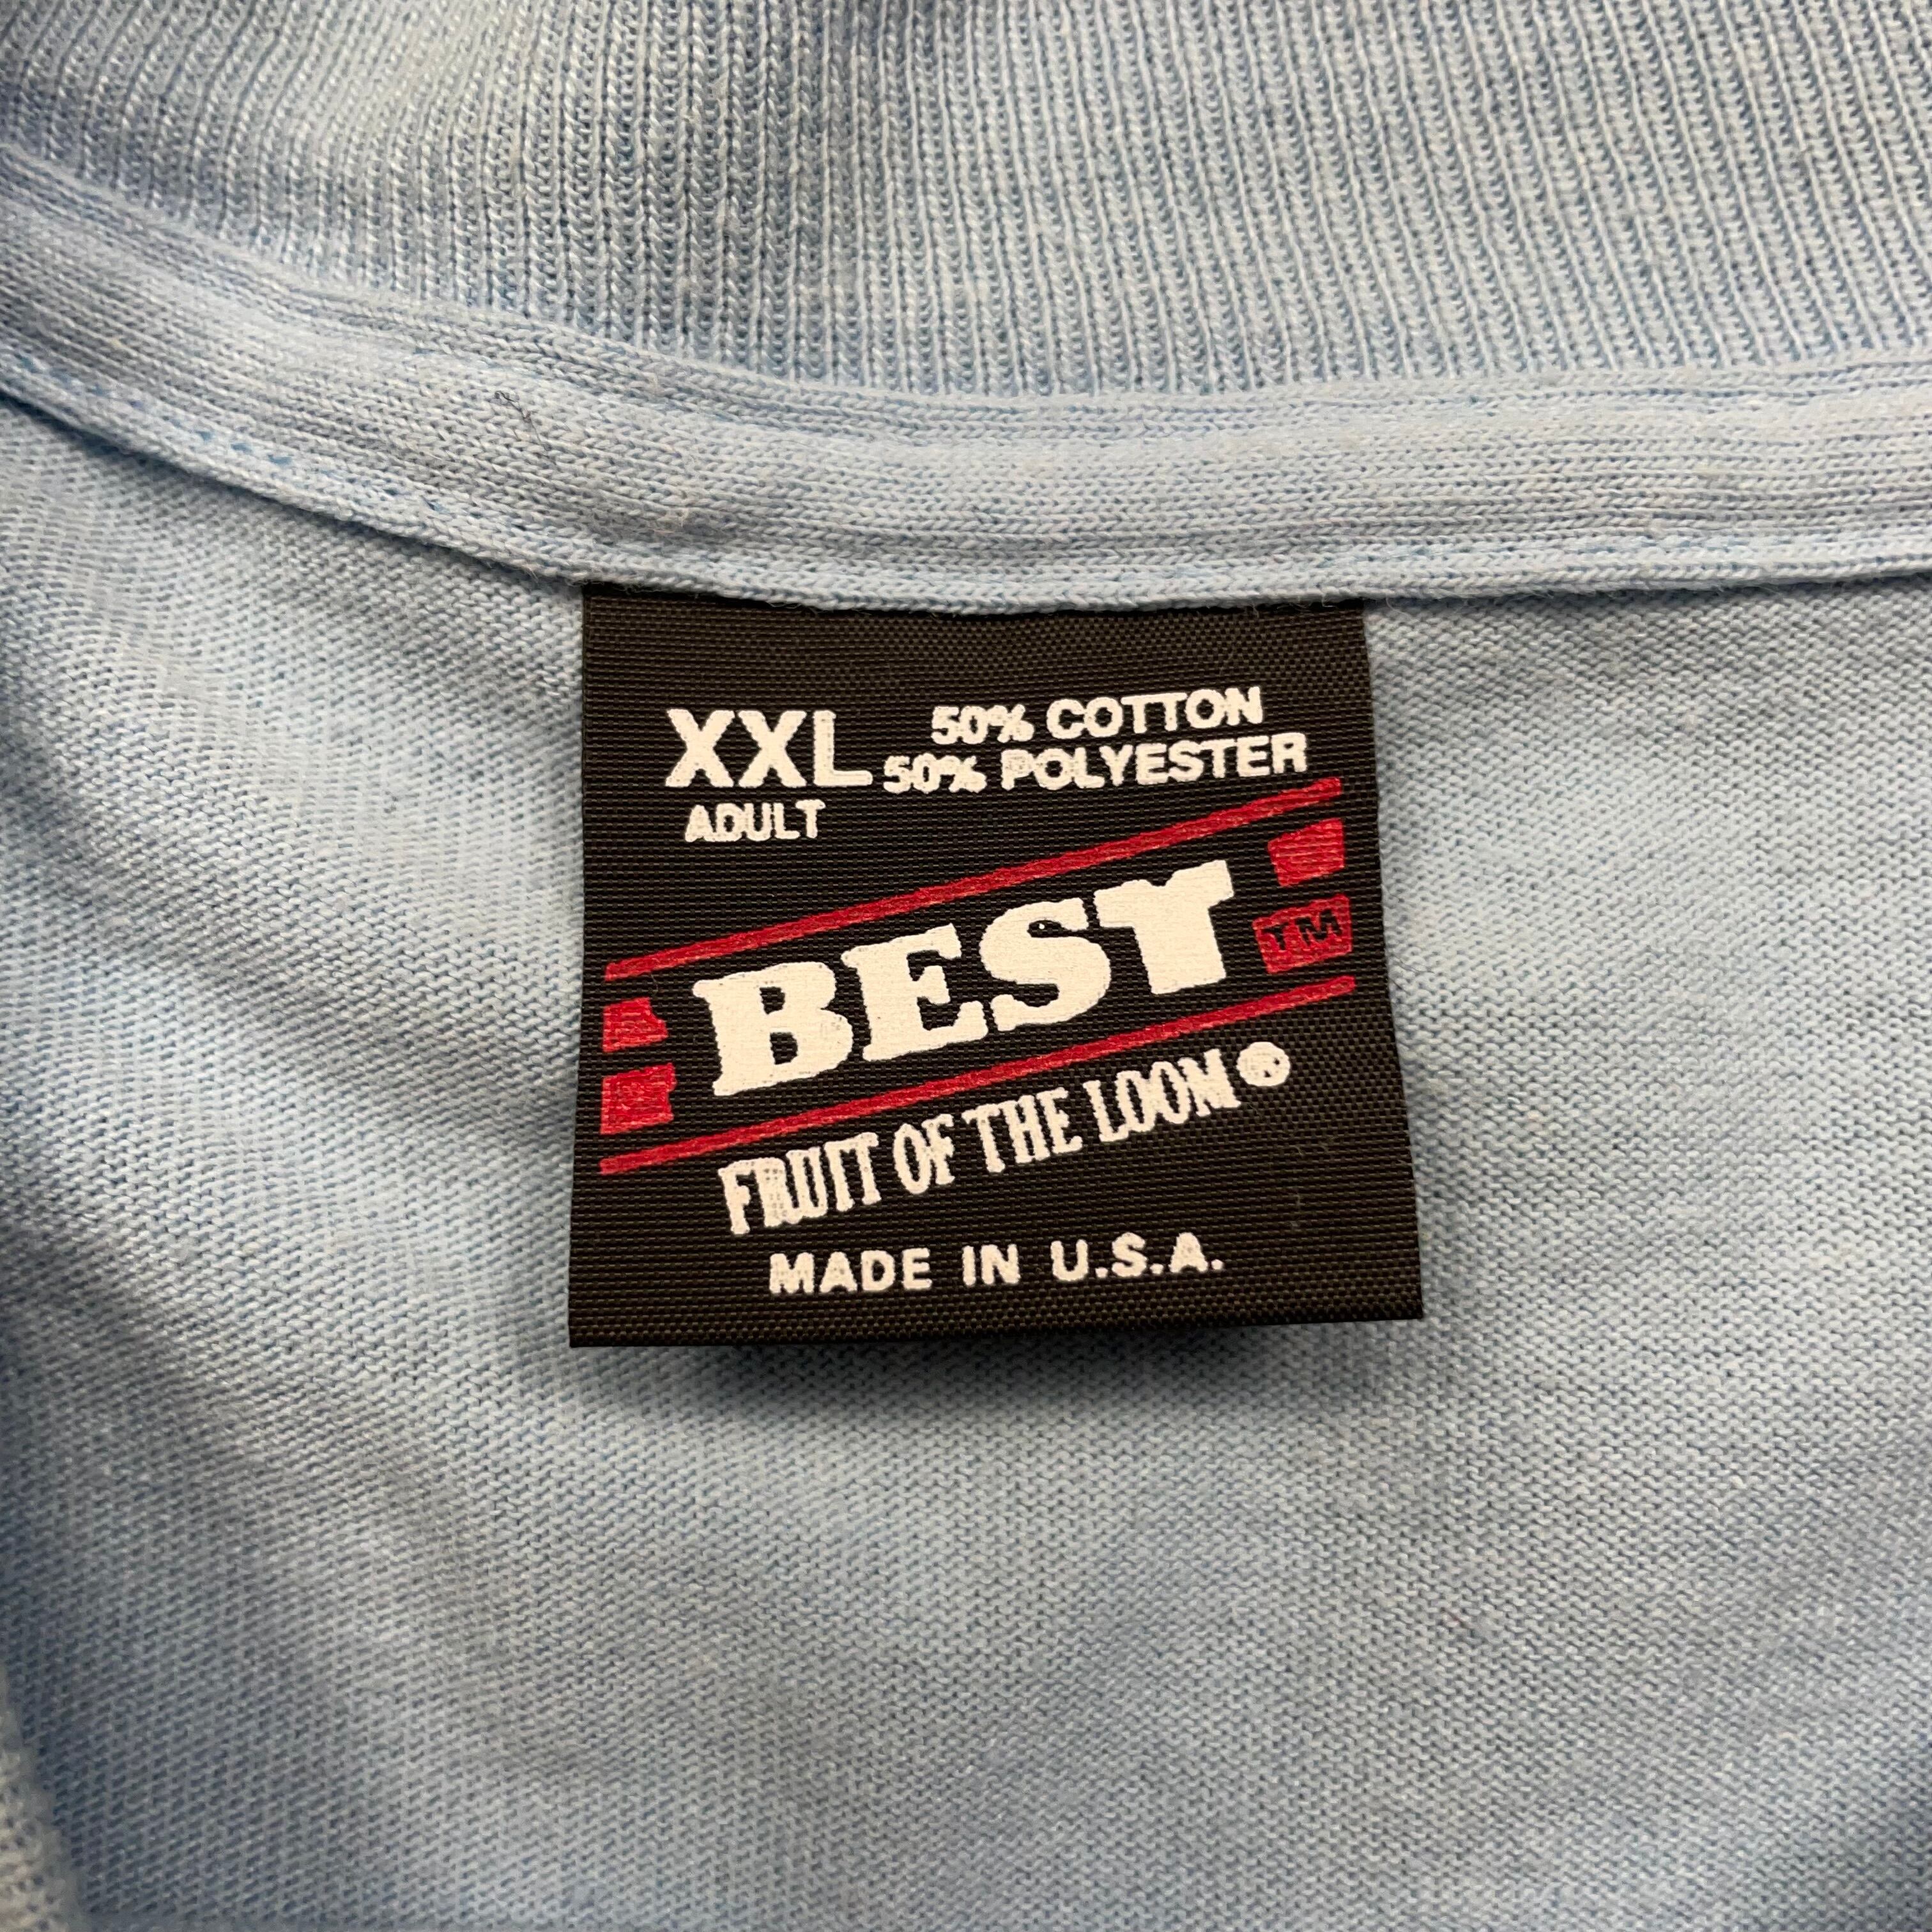 XXL 50% COTTON
50% POLYESTER
ADULT
BEST ™
FRUIT OF THE LOOM®
MADE IN U.S.A.